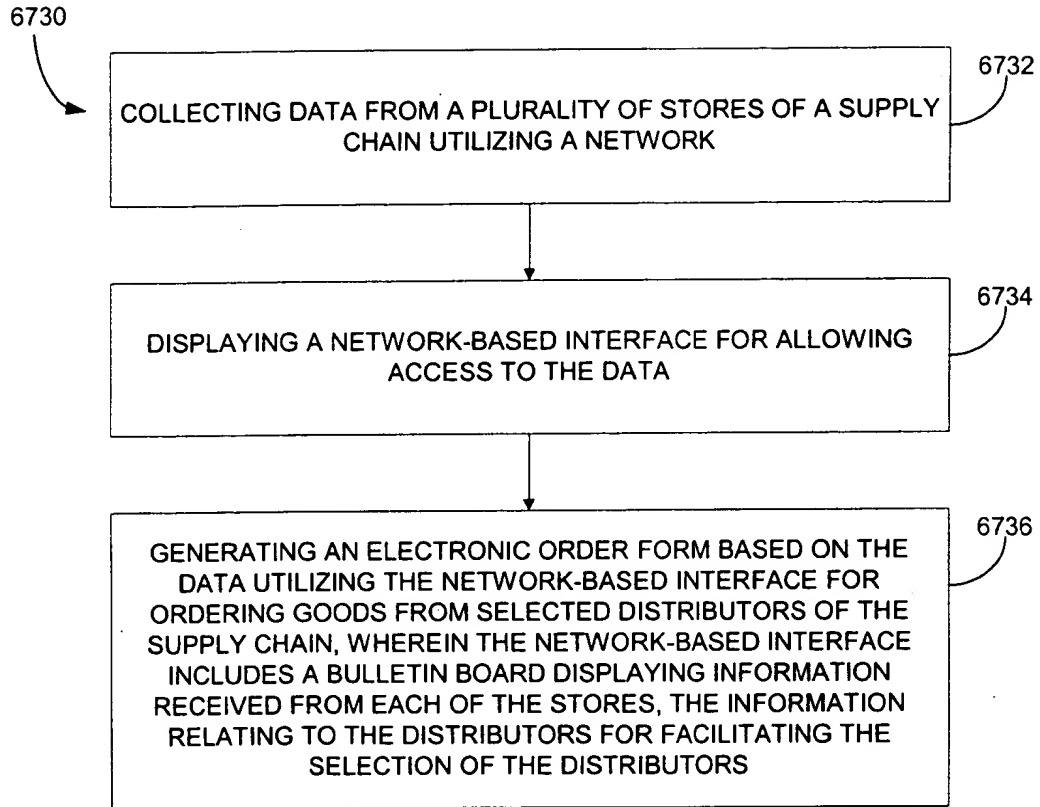 6730
6732
COLLECTING DATA FROM A PLURALITY OF STORES OF A SUPPLY
CHAIN UTILIZING A NETWORK
6734
DISPLAYING A NETWORK-BASED INTERFACE FOR ALLOWING
ACCESS TO THE DATA
6736
GENERATING AN ELECTRONIC ORDER FORM BASED ON THE
DATA UTILIZING THE NETWORK-BASED INTERFACE FOR
ORDERING GOODS FROM SELECTED DISTRIBUTORS OF THE
SUPPLY CHAIN, WHEREIN THE NETWORK-BASED INTERFACE
INCLUDES A BULLETIN BOARD DISPLAYING INFORMATION
RECEIVED FROM EACH OF THE STORES, THE INFORMATION
RELATING TO THE DISTRIBUTORS FOR FACILITATING THE
SELECTION OF THE DISTRIBUTORS